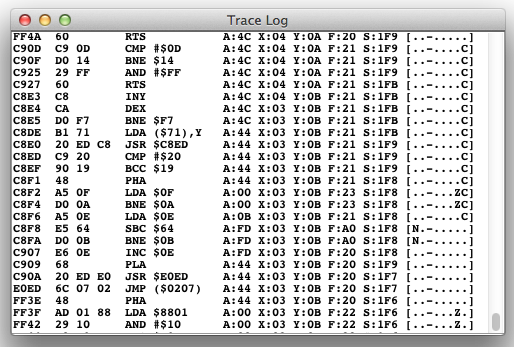 Trace Log
FF4A 60 RTS A:4C X:04 Y:0A F:20 S:1F9 [..-.....]
C90D C9 0D CMP #$0D A:4C X:04 Y:0A F:21 S:1F9 [..-....C]
C90F D0 14 BNE $14 A:4C X:04 Y:0A F:21 S:1F9 [..-....C]
C925 29 FF AND #$FF A:4C X:04 Y:0A F:21 S:1F9 [..-....C]
C927 60 RTS A:4C X:04 Y:0A F:21 S:1FB [..-....C]
C8E3 C8 INY A:4C X:04 Y:0B F:21 S:1FB [..-....C]
C8E4 CA DEX A:4C X:03 Y:0B F:21 S:1FB [..-....C]
C8E5 D0 F7 BNE $F7 A:4C X:03 Y:0B F:21 S:1FB [..-....C]
C8DE B1 71 LDA ($71),Y A:44 X:03 Y:0B F:21 S:1FB [..-....C]
C8E0 20 ED C8 JSR $C8ED A:44 X:03 Y:0B F:21 S:1F9 [..-....C]
C8ED C9 20 CMP #$20 A:44 X:03 Y:0B F:21 S:1F9 [..-....C]
C8EF 90 19 BCC $19 A:44 X:03 Y:0B F:21 S:1F9 [..-....C]
C8F1 48 PHA A:44 X:03 Y:0B F:21 S:1F8 [..-....C]
C8F2 A5 0F LDA $0F A:00 X:03 Y:0B F:23 S:1F8 [..-...ZC]
C8F4 D0 0A BNE $0A A:00 X:03 Y:0B F:23 S:1F8 [..-...ZC]
C8F6 A5 0E LDA $0E A:0B X:03 Y:0B F:21 S:1F8 [..-....C]
C8F8 E5 64 SBC $64 A:FD X:03 Y:0B F:A0 S:1F8 [N.-.....]
C8FA D0 0B BNE $0B A:FD X:03 Y:0B F:A0 S:1F8 [N.-.....]
C907 E6 0E INC $0E A:FD X:03 Y:0B F:20 S:1F8 [..-.....]
C909 68 PLA A:44 X:03 Y:0B F:20 S:1F9 [..-.....]
C90A 20 ED E0 JSR $E0ED A:44 X:03 Y:0B F:20 S:1F7 [..-.....]
E0ED 6C 07 02 JMP ($0207) A:44 X:03 Y:0B F:20 S:1F7 [..-.....]
FF3E 48 PHA A:44 X:03 Y:0B F:20 S:1F6 [..-.....]
FF3F AD 01 88 LDA $8801 A:00 X:03 Y:0B F:22 S:1F6 [..-...Z.]
FF42 29 10 AND #$10 A:00 X:03 Y:0B F:22 S:1F6 [..-...Z.]